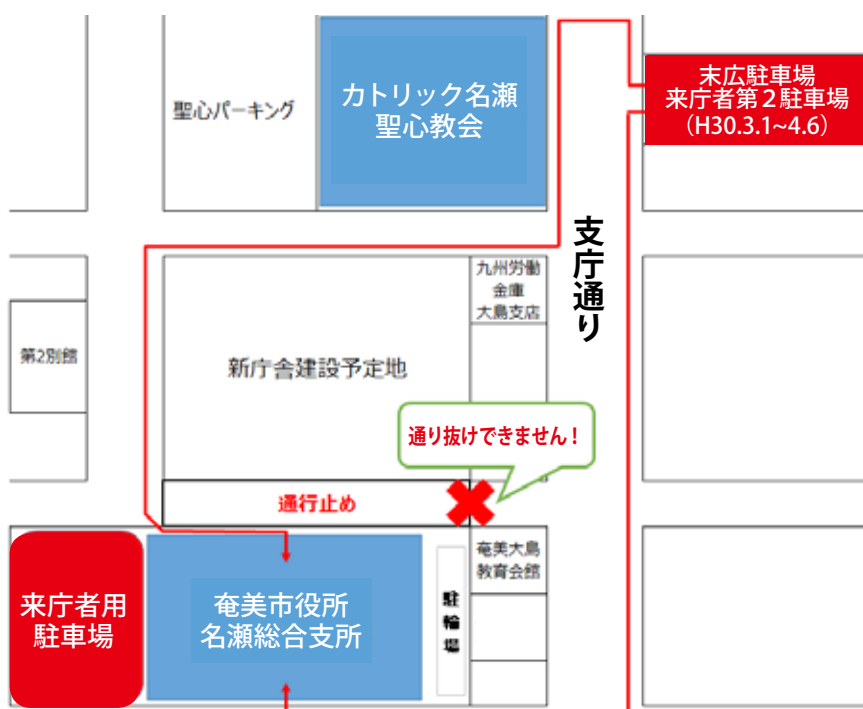 聖心パーキング
カトリック名瀬
聖心教会
末広駐車場
来庁者第２駐車場
（H30.3.1~4.6）
支庁通り
九州労働
金庫
大島支店
第2別館
新庁舎建設予定地
通り抜けできません！
通行止め
来庁者用
駐車場
奄美市役所
名瀬総合支所
駐輪場
奄美大島
教育会館